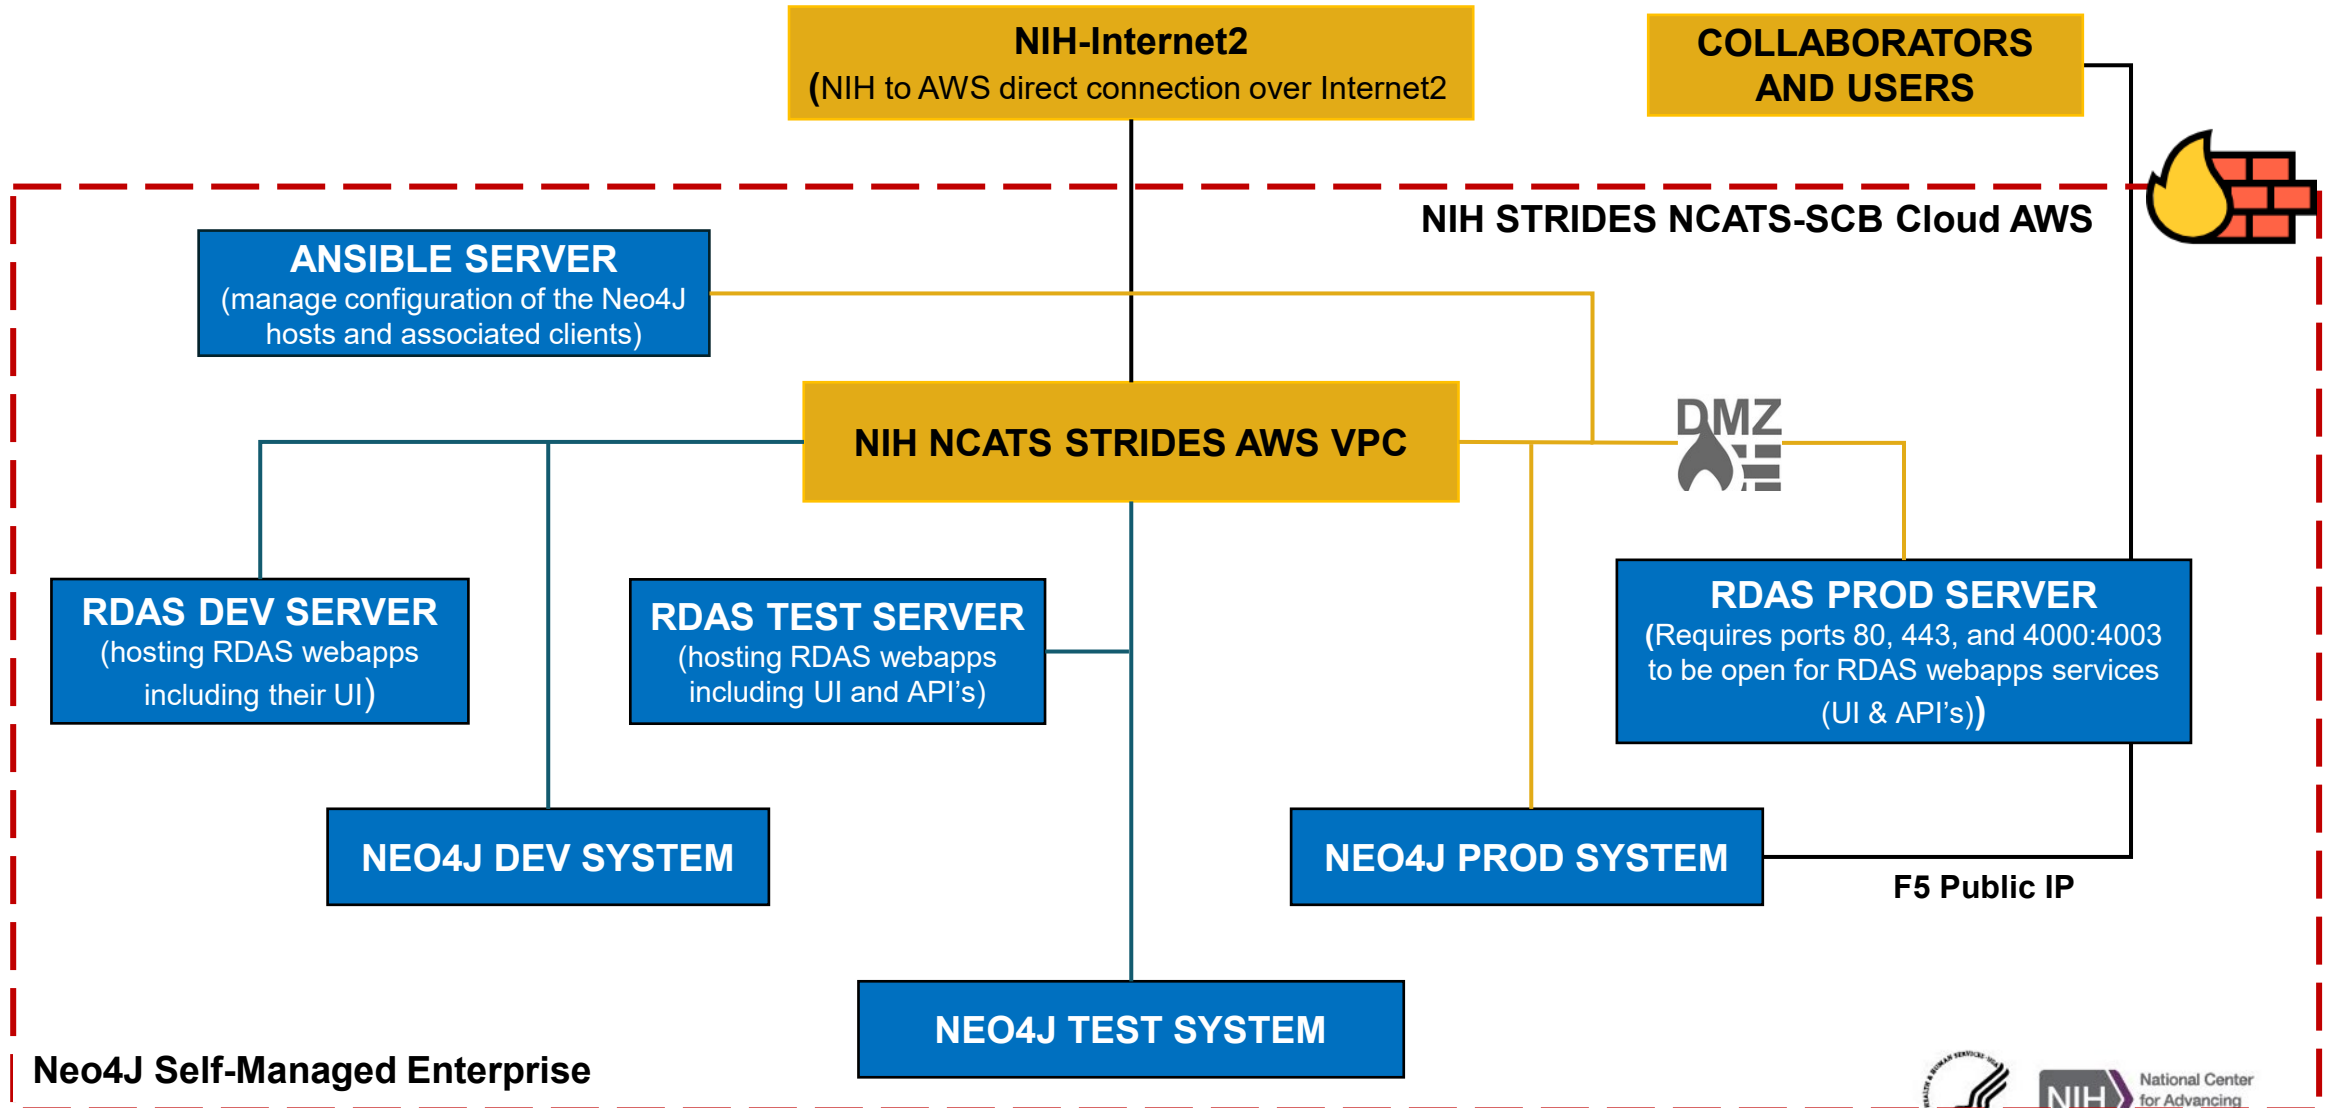 NIH-Internet2
(NIH to AWS direct connection over Internet2
COLLABORATORS
AND USERS
NIH STRIDES NCATS-SCB Cloud AWS
ANSIBLE SERVER
(manage configuration of the Neo4J
hosts and associated clients)
NIH NCATS STRIDES AWS VPC
DMZ
RDAS DEV SERVER
(hosting RDAS webapps
including their UI)
RDAS TEST SERVER
(hosting RDAS webapps
including UI and API's)
RDAS PROD SERVER
(Requires ports 80, 443, and 4000:4003
to be open for RDAS webapps services
(UI & API's))
NEO4J DEV SYSTEM
NEO4J PROD SYSTEM
F5 Public IP
NEO4J TEST SYSTEM
Neo4J Self-Managed Enterprise
NIH
National Center
for Advancing